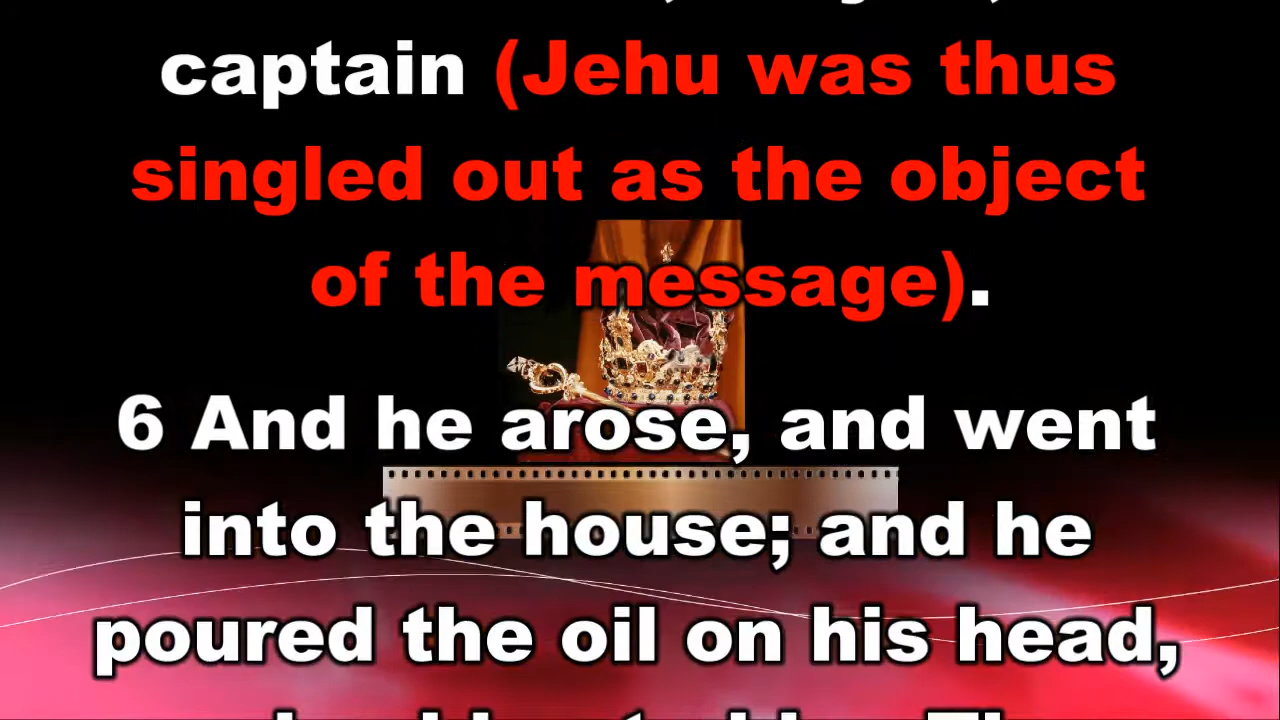 captain (Jehu was thus
singled out as the object
of the message).
6 And he arose, and went
into the house; and he
poured the oil on his head,